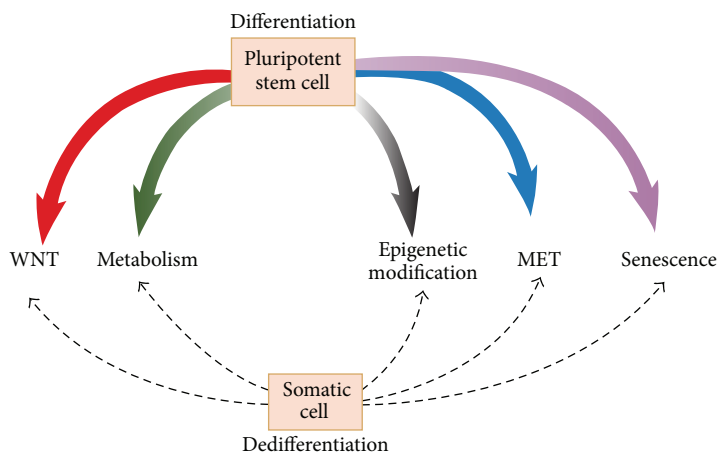 Differentiation
Pluripotent
stem cell
WNT
Metabolism
Epigenetic
modification
MET
Senescence
Somatic
cell
Dedifferentiation